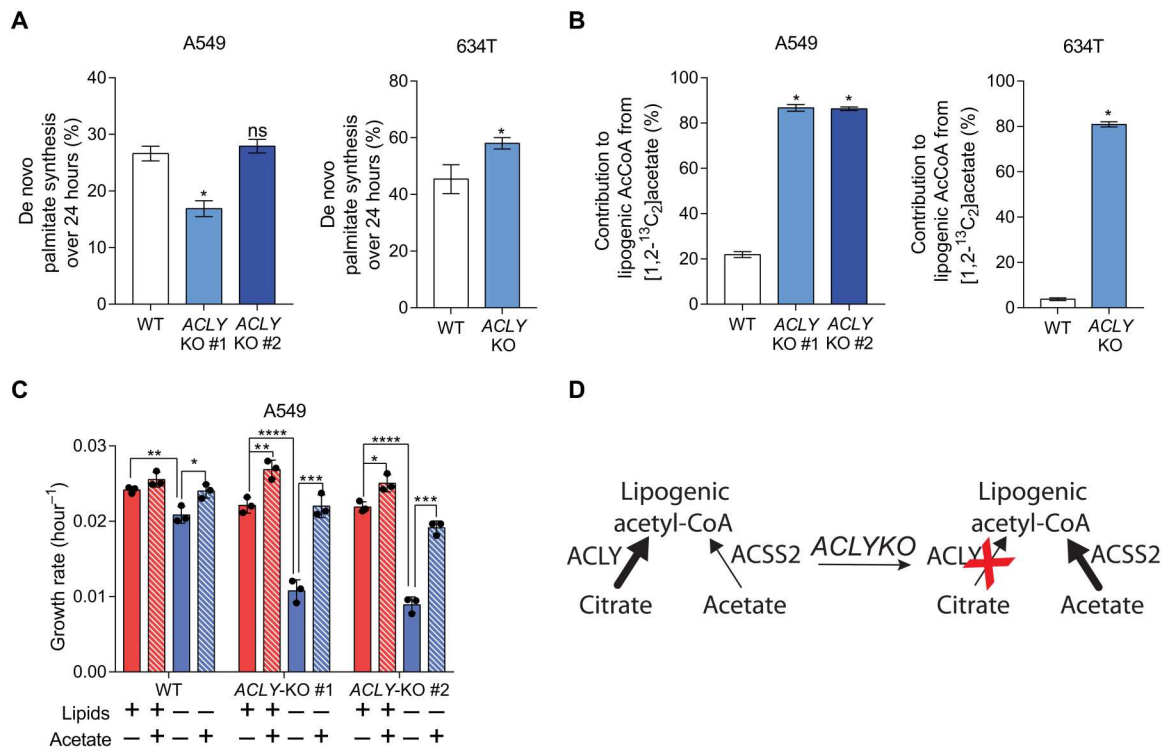 A
A549
De novo
palmitate synthesis
over 24 hours (%)
40
30
20
10
0
*
ns
WT
ACLY
KO #1
ACLY
KO #2
634T
De novo
palmitate synthesis
over 24 hours (%)
80
60
40
20
0
*
WT
ACLY
KO
B
A549
Contribution to
lipogenic AcCoA from
[1,2-¹³C₂]acetate (%)
100
80
60
40
20
0
*
*
WT
ACLY
KO #1
ACLY
KO #2
634T
Contribution to
lipogenic AcCoA from
[1,2-¹³C₂]acetate (%)
100
80
60
40
20
0
*
WT
ACLY
KO
C
A549
Growth rate (hour⁻¹)
0.03
0.02
0.01
0.00
**
*
****
**
***
****
*
***
WT
ACLY-KO #1
ACLY-KO #2
Lipids + + – – + + – – + + – –
Acetate – + – + – + – + – + – +
D
Lipogenic
acetyl-CoA
ACLY
ACSS2
Citrate
Acetate
ACLYKO
Lipogenic
acetyl-CoA
ACLY
ACSS2
Citrate
Acetate